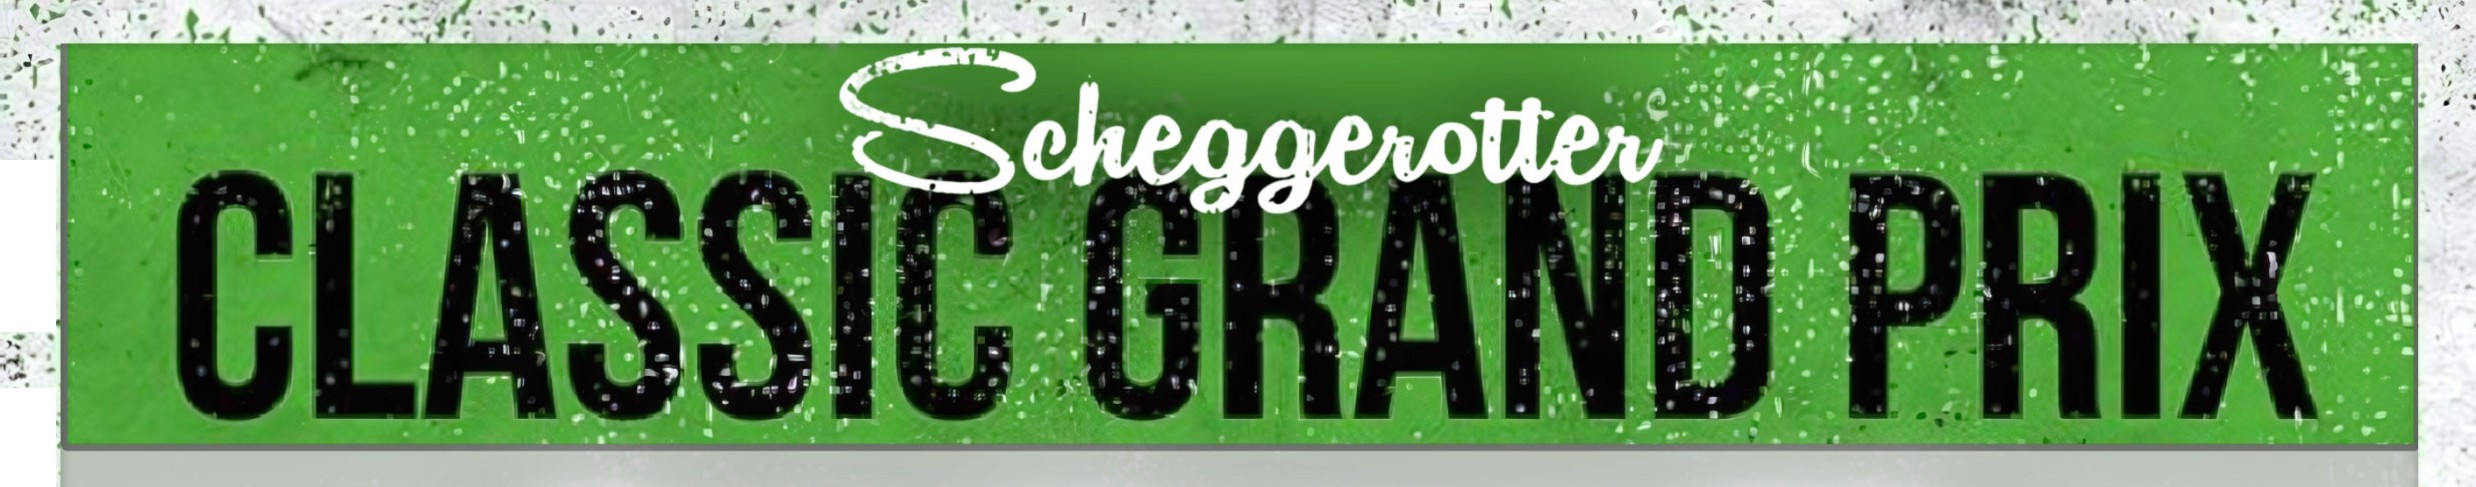 Scheggerotter
CLASSIC GRAND PRIX